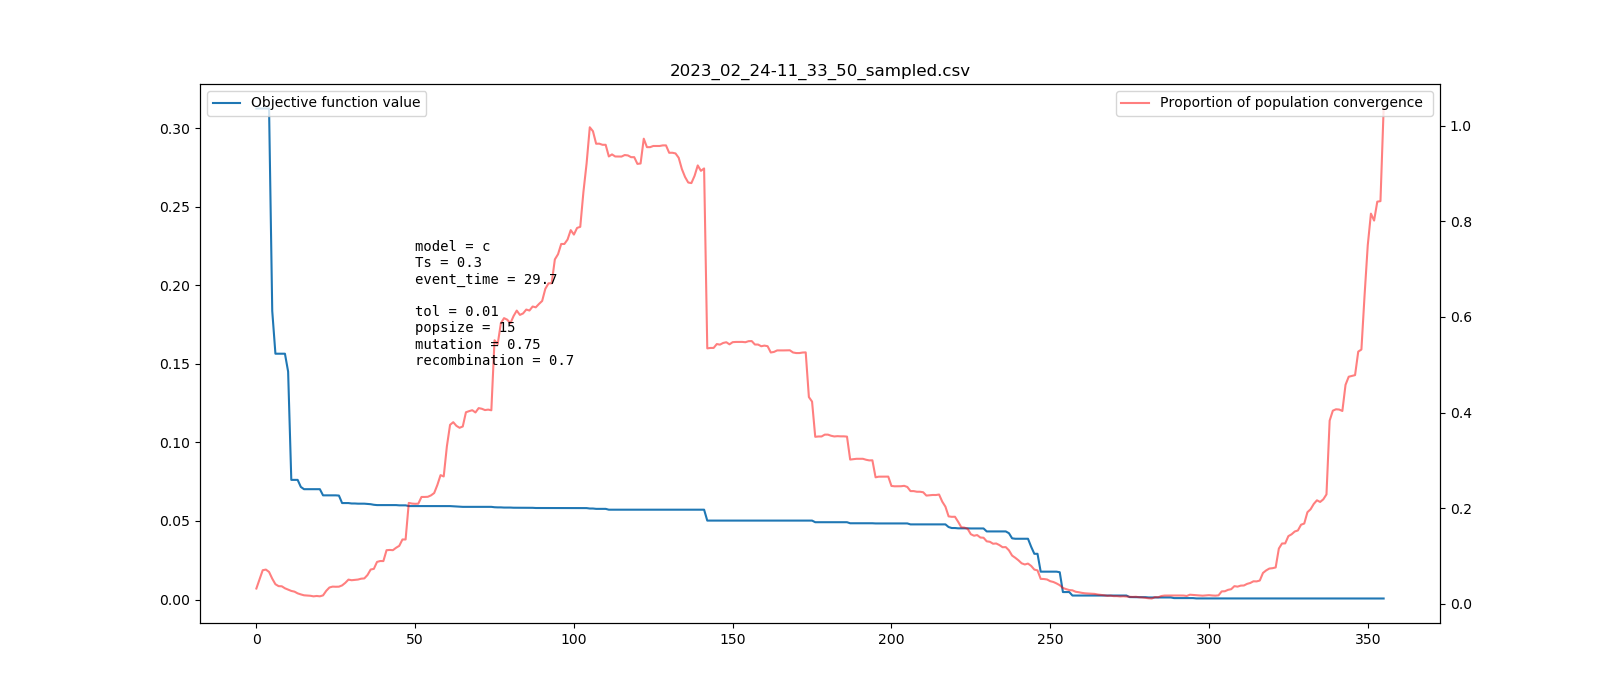 2023_02_24-11_33_50_sampled.csv
Objective function value
Proportion of population convergence
0.30
0.25
0.20
0.15
0.10
0.05
0.00
model = c
Ts = 0.3
event_time = 29.7
tol = 0.01
popsize = 15
mutation = 0.75
recombination = 0.7
1.0
0.8
0.6
0.4
0.2
0.0
0 50 100 150 200 250 300 350